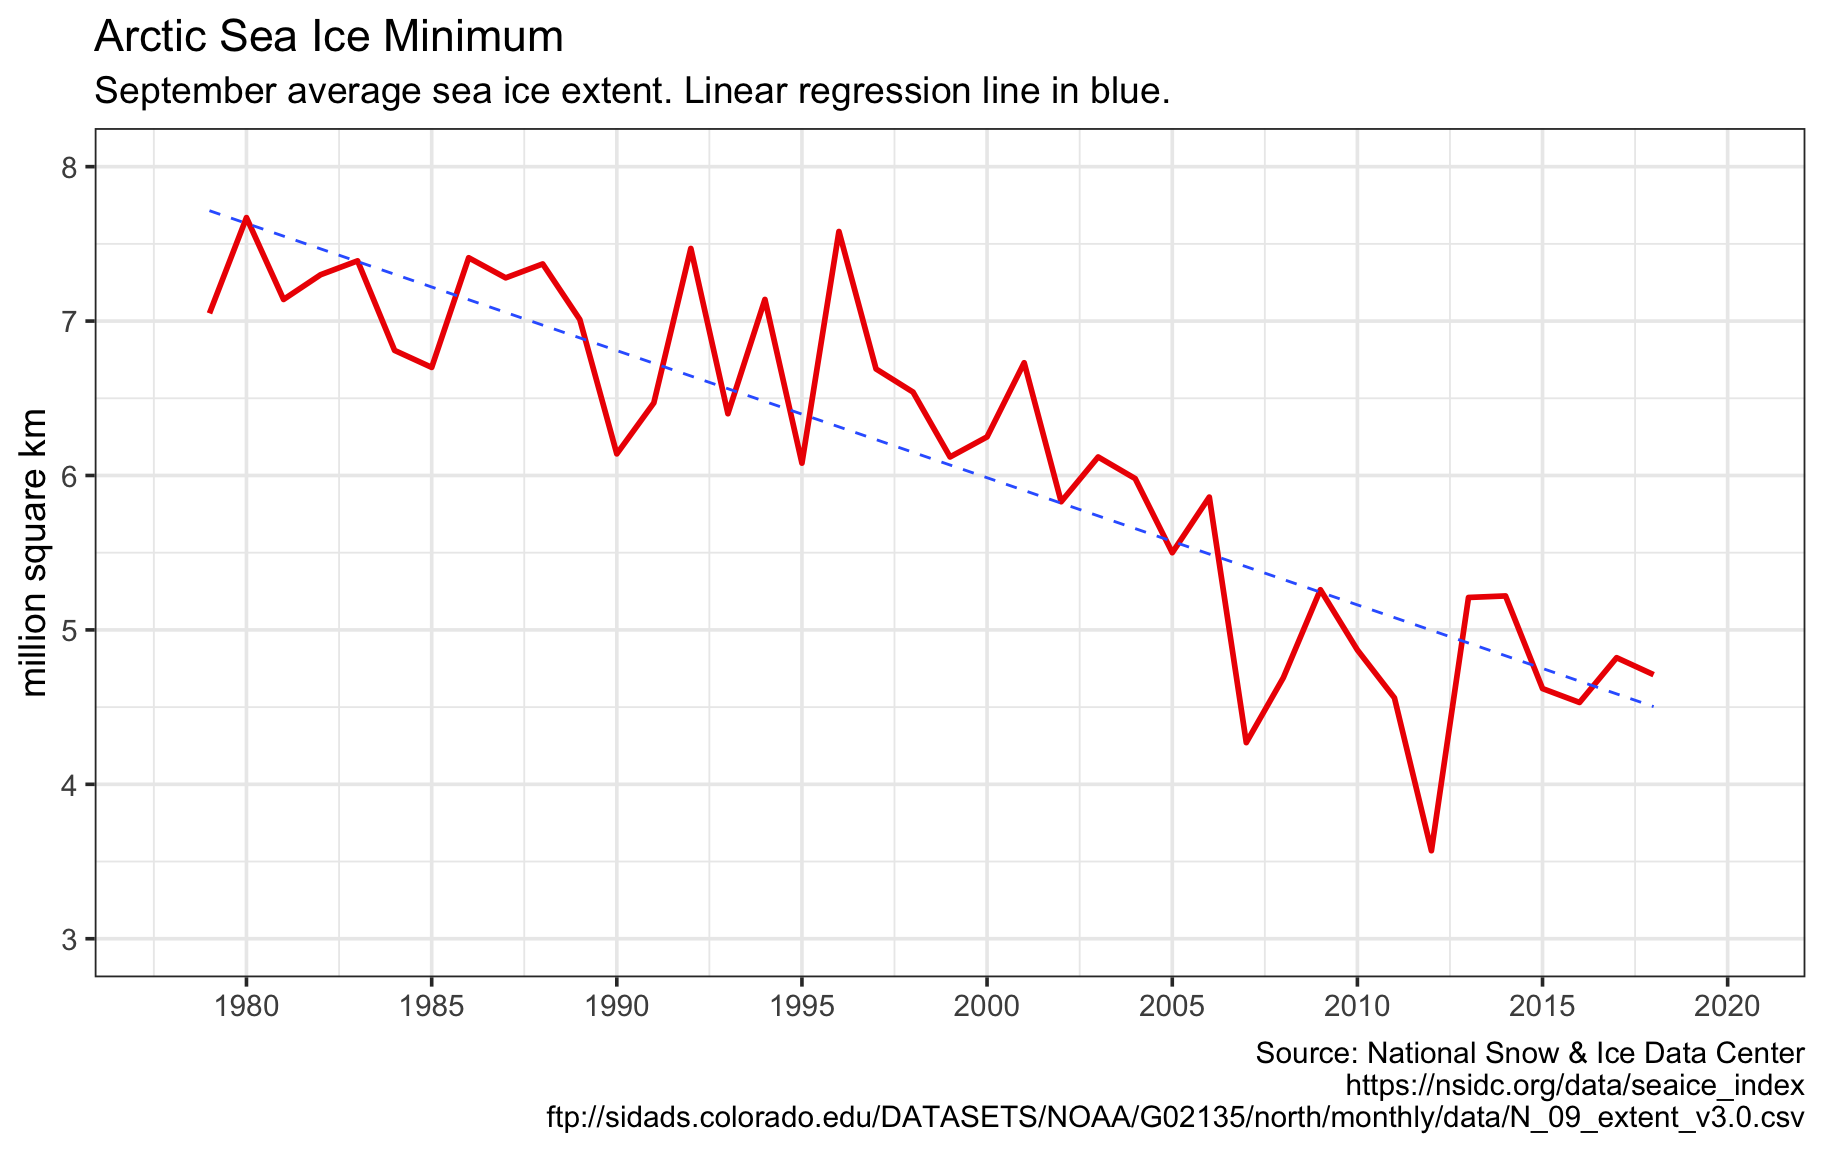 Arctic Sea Ice Minimum
September average sea ice extent. Linear regression line in blue.
million square km
8
7
6
5
4
3
1980 1985 1990 1995 2000 2005 2010 2015 2020
Source: National Snow & Ice Data Center
https://nsidc.org/data/seaice_index
ftp://sidads.colorado.edu/DATASETS/NOAA/G02135/north/monthly/data/N_09_extent_v3.0.csv